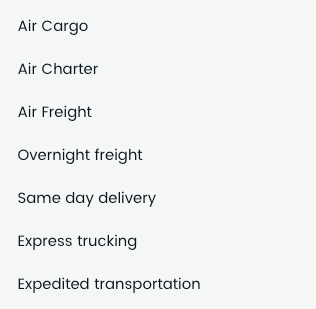 Air Cargo
Air Charter
Air Freight
Overnight freight
Same day delivery
Express trucking
Expedited transportation